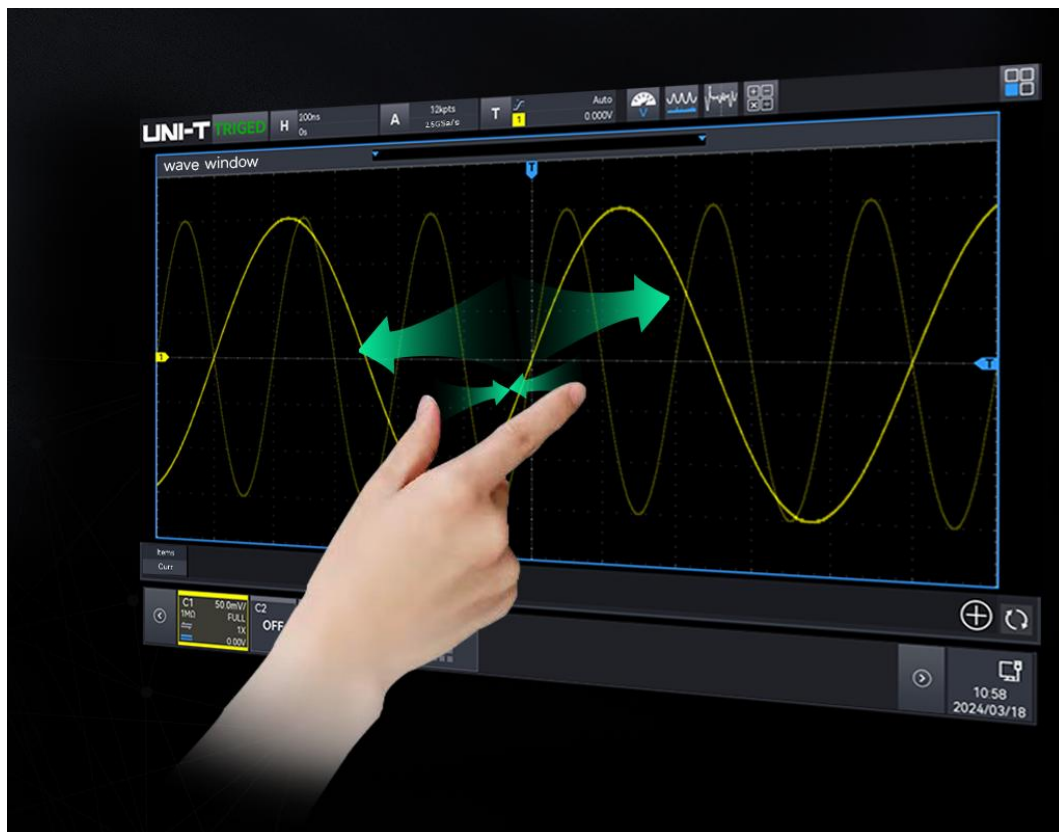 UNI-T TRIGED H 200ns A 12kpts T Auto
0s 2.5GSa/s 1 0.000V
V
wave window
T
1
T
Items
Curr
C1 50.0mV/
1MΩ FULL
1X
0.00V
C2
OFF
10:58
2024/03/18